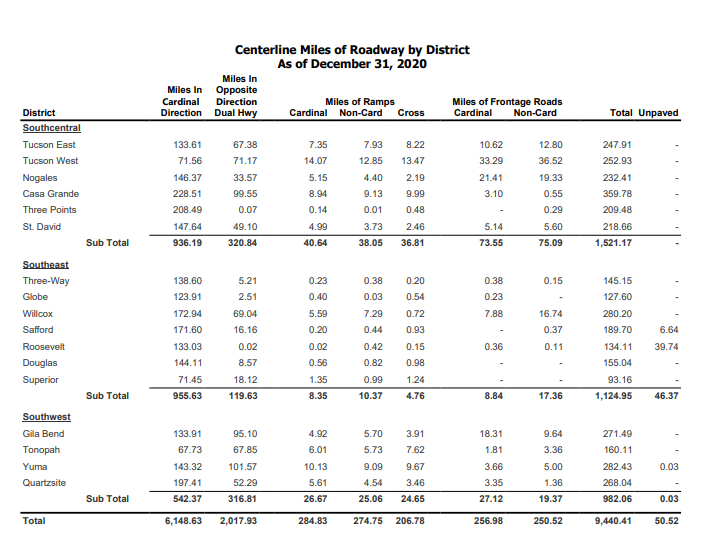 Centerline Miles of Roadway by District
As of December 31, 2020
Miles In Cardinal Direction
Miles In Opposite Direction Dual Hwy
Miles of Ramps
Miles of Frontage Roads
District Cardinal Non-Card Cross Cardinal Non-Card Total Unpaved
Southcentral
Tucson East 133.61 67.38 7.35 7.93 8.22 10.62 12.80 247.91 -
Tucson West 71.56 71.17 14.07 12.85 13.47 33.29 36.52 252.93 -
Nogales 146.37 33.57 5.15 4.40 2.19 21.41 19.33 232.41 -
Casa Grande 228.51 99.55 8.94 9.13 9.99 3.10 0.55 359.78 -
Three Points 208.49 0.07 0.14 0.01 0.48 - 0.29 209.48 -
St. David 147.64 49.10 4.99 3.73 2.46 5.14 5.60 218.66 -
Sub Total 936.19 320.84 40.64 38.05 36.81 73.55 75.09 1,521.17 -
Southeast
Three-Way 138.60 5.21 0.23 0.38 0.20 0.38 0.15 145.15 -
Globe 123.91 2.51 0.40 0.03 0.54 0.23 - 127.60 -
Willcox 172.94 69.04 5.59 7.29 0.72 7.88 16.74 280.20 -
Safford 171.60 16.16 0.20 0.44 0.93 - 0.37 189.70 6.64
Roosevelt 133.03 0.02 0.02 0.42 0.15 0.36 0.11 134.11 39.74
Douglas 144.11 8.57 0.56 0.82 0.98 - - 155.04 -
Superior 71.45 18.12 1.35 0.99 1.24 - - 93.16 -
Sub Total 955.63 119.63 8.35 10.37 4.76 8.84 17.36 1,124.95 46.37
Southwest
Gila Bend 133.91 95.10 4.92 5.70 3.91 18.31 9.64 271.49 -
Tonopah 67.73 67.85 6.01 5.73 7.62 1.81 3.36 160.11 -
Yuma 143.32 101.57 10.13 9.09 9.67 3.66 5.00 282.43 0.03
Quartzsite 197.41 52.29 5.61 4.54 3.46 3.35 1.36 268.04 -
Sub Total 542.37 316.81 26.67 25.06 24.65 27.12 19.37 982.06 0.03
Total 6,148.63 2,017.93 284.83 274.75 206.78 256.98 250.52 9,440.41 50.52